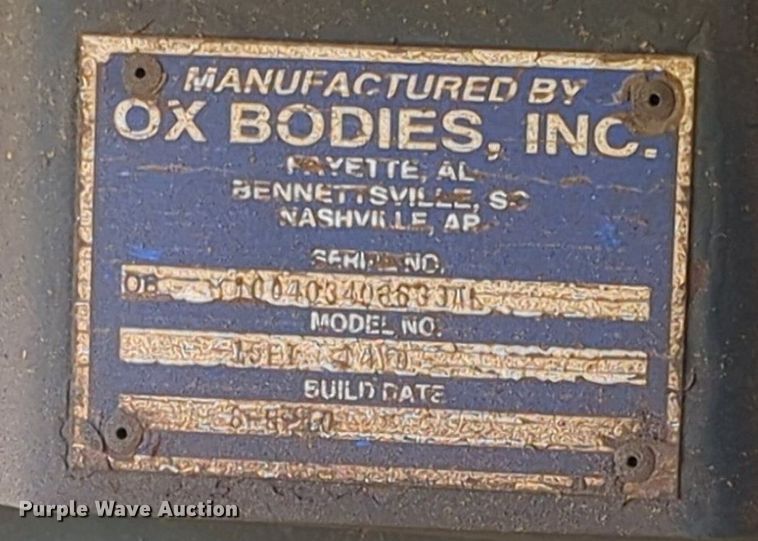 MANUFACTURED BY
OX BODIES, INC.
FAYETTE, AL
BENNETTSVILLE, SC
NASHVILLE, AR
SERIAL NO.
OB
MODEL NO.
BUILD DATE
Purple Wave Auction